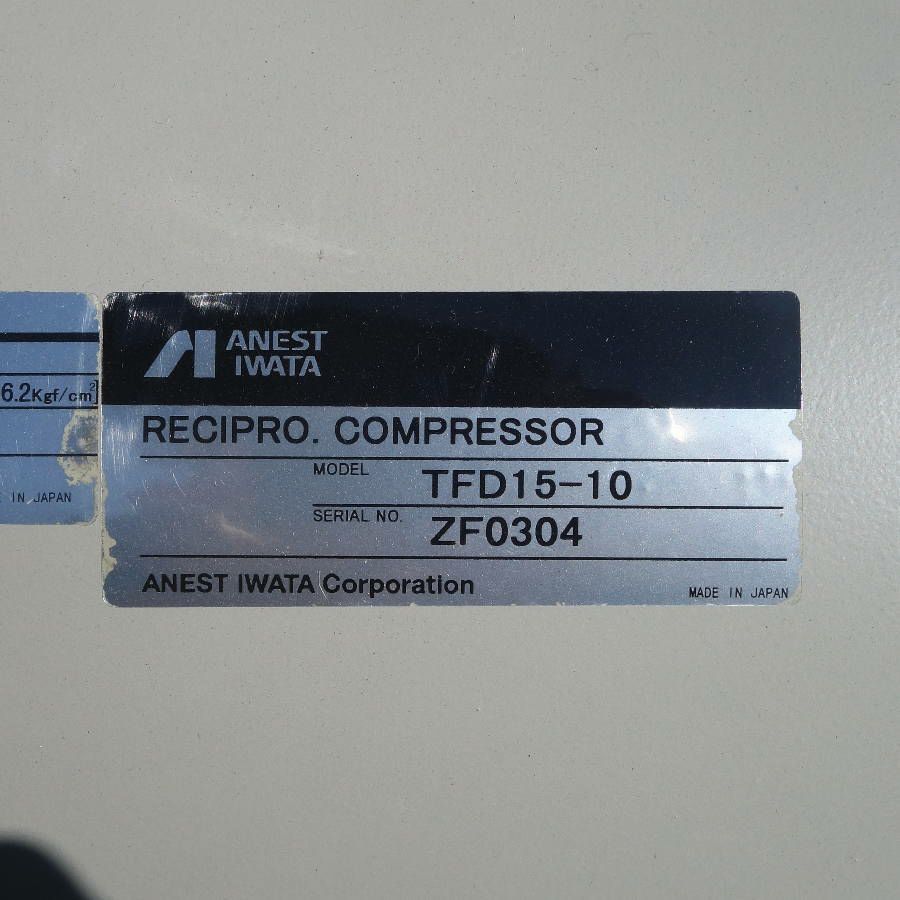 6.2Kgf/cm²]
IN JAPAN
ANEST
IWATA
RECIPRO. COMPRESSOR
MODEL TFD15-10
SERIAL NO. ZF0304
ANEST IWATA Corporation
MADE IN JAPAN